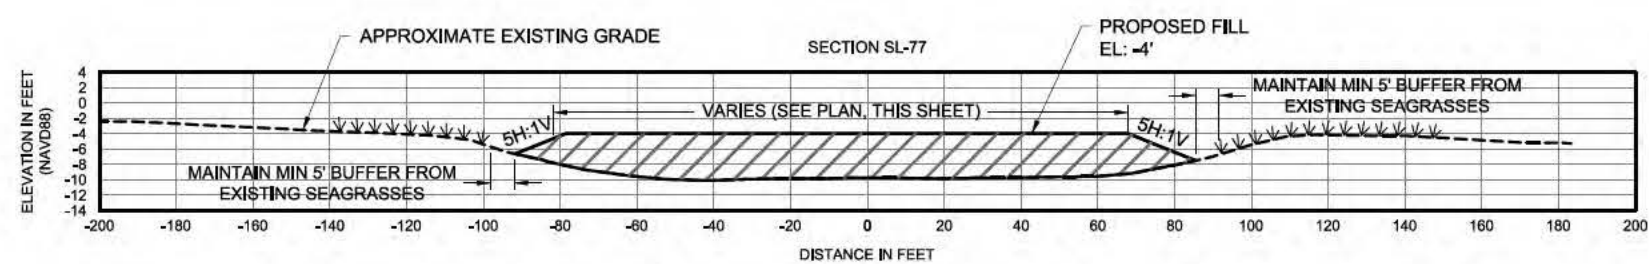 APPROXIMATE EXISTING GRADE
SECTION SL-77
PROPOSED FILL
EL: -4'
ELEVATION IN FEET
(NAVD88)
4
2
0
-2
-4
-6
-8
-10
-12
-14
VARIES (SEE PLAN, THIS SHEET)
5H:1V
5H:1V
MAINTAIN MIN 5' BUFFER FROM
EXISTING SEAGRASSES
MAINTAIN MIN 5' BUFFER FROM
EXISTING SEAGRASSES
-200 -180 -160 -140 -120 -100 -80 -60 -40 -20 0 20 40 60 80 100 120 140 160 180 200
DISTANCE IN FEET